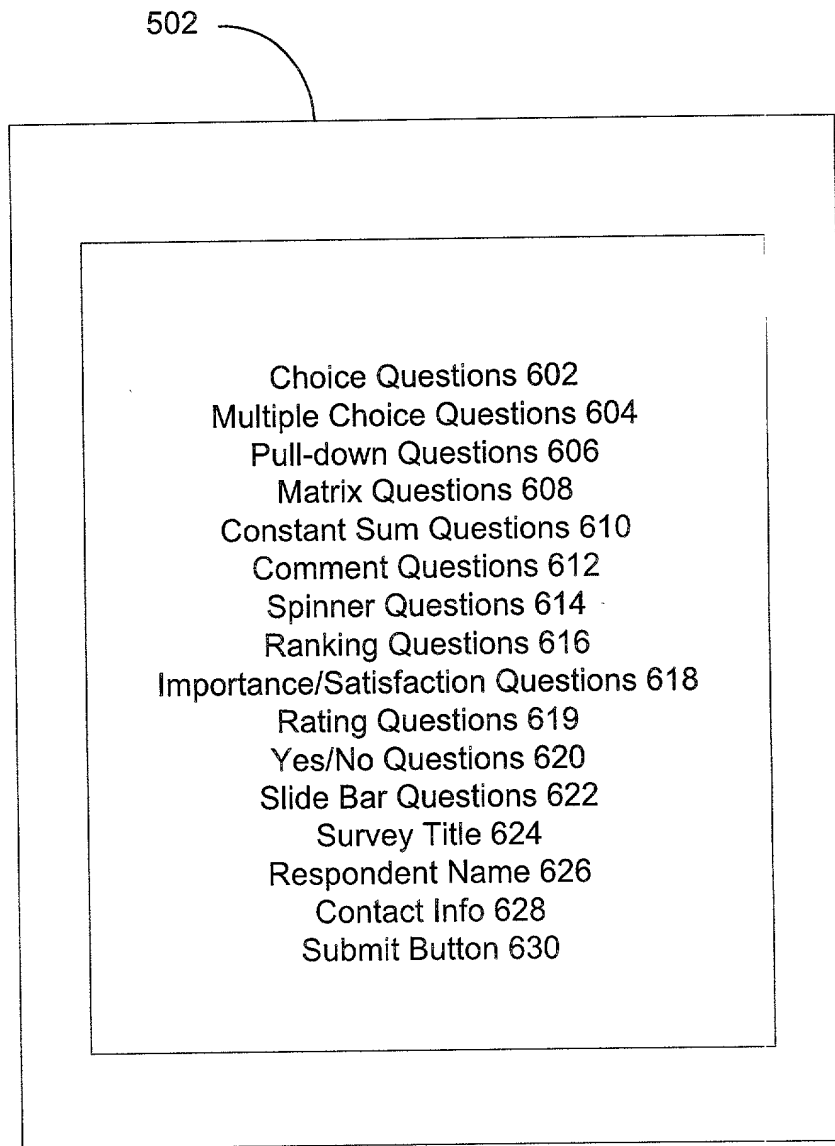 502
Choice Questions 602
Multiple Choice Questions 604
Pull-down Questions 606
Matrix Questions 608
Constant Sum Questions 610
Comment Questions 612
Spinner Questions 614
Ranking Questions 616
Importance/Satisfaction Questions 618
Rating Questions 619
Yes/No Questions 620
Slide Bar Questions 622
Survey Title 624
Respondent Name 626
Contact Info 628
Submit Button 630